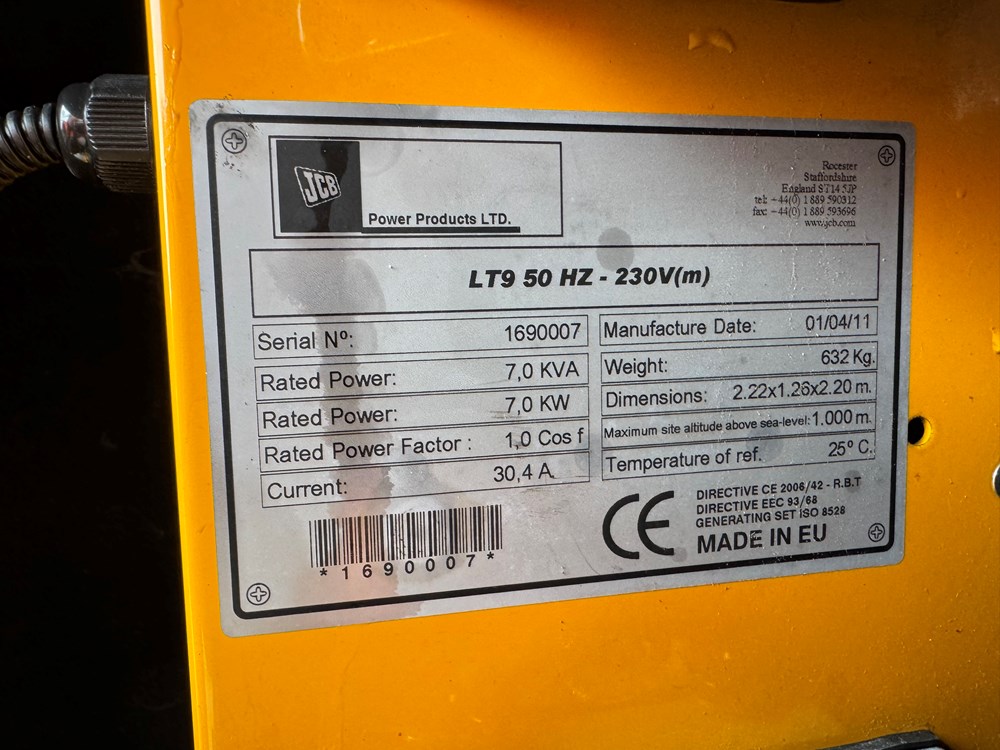 JCB
Power Products LTD.
Rocester
Staffordshire
England ST14 5JP
tel: +44(0) 1 889 590312
fax: +44(0) 1 889 593696
www.jcb.com
LT9 50 HZ - 230V(m)
Serial Nº: 1690007
Rated Power: 7,0 KVA
Rated Power: 7,0 KW
Rated Power Factor : 1,0 Cos f
Current: 30,4 A.
Manufacture Date: 01/04/11
Weight: 632 Kg.
Dimensions: 2.22x1.26x2.20 m.
Maximum site altitude above sea-level: 1.000 m.
Temperature of ref. 25º C.
*1690007*
CE
DIRECTIVE CE 2006/42 - R.B.T
DIRECTIVE EEC 93/68
GENERATING SET ISO 8528
MADE IN EU